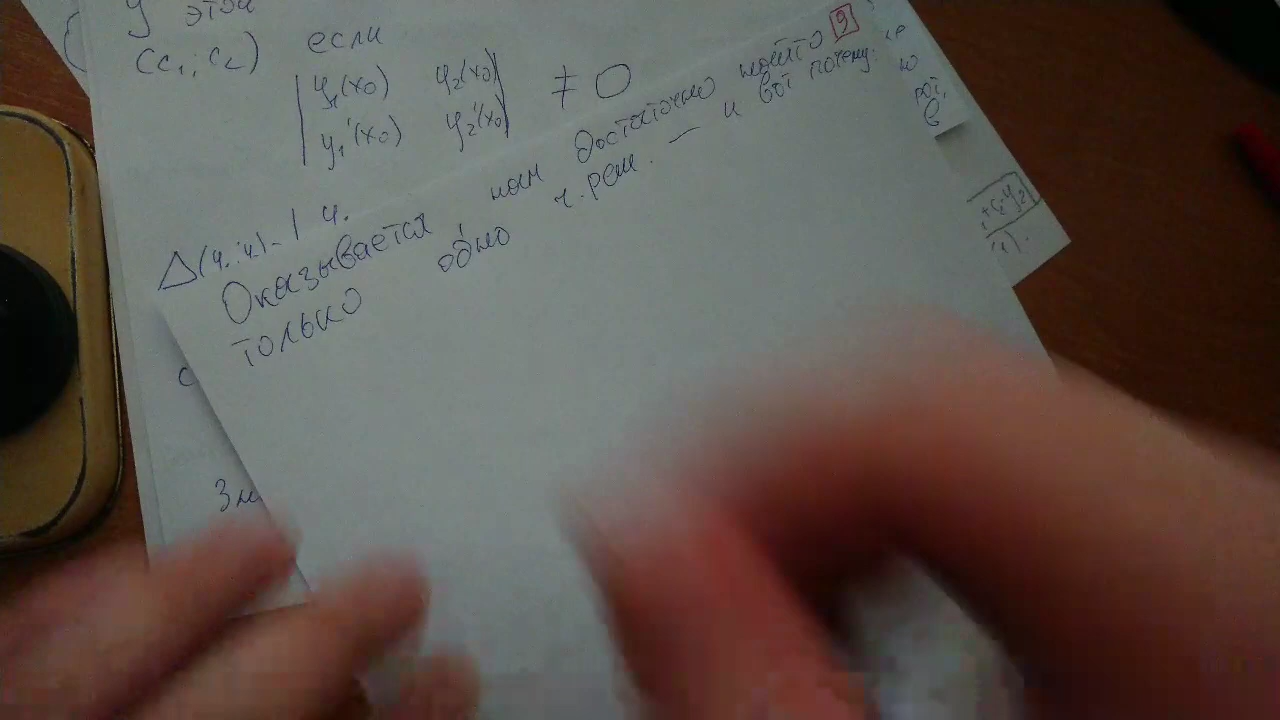 у этой
(c₁; c₂) если
| y₁(x₀) y₂(x₀) |
| y₁'(x₀) y₂'(x₀) | ≠ 0
9
Оказывается нам достаточно найти
только одно ч. реш. – и вот почему: